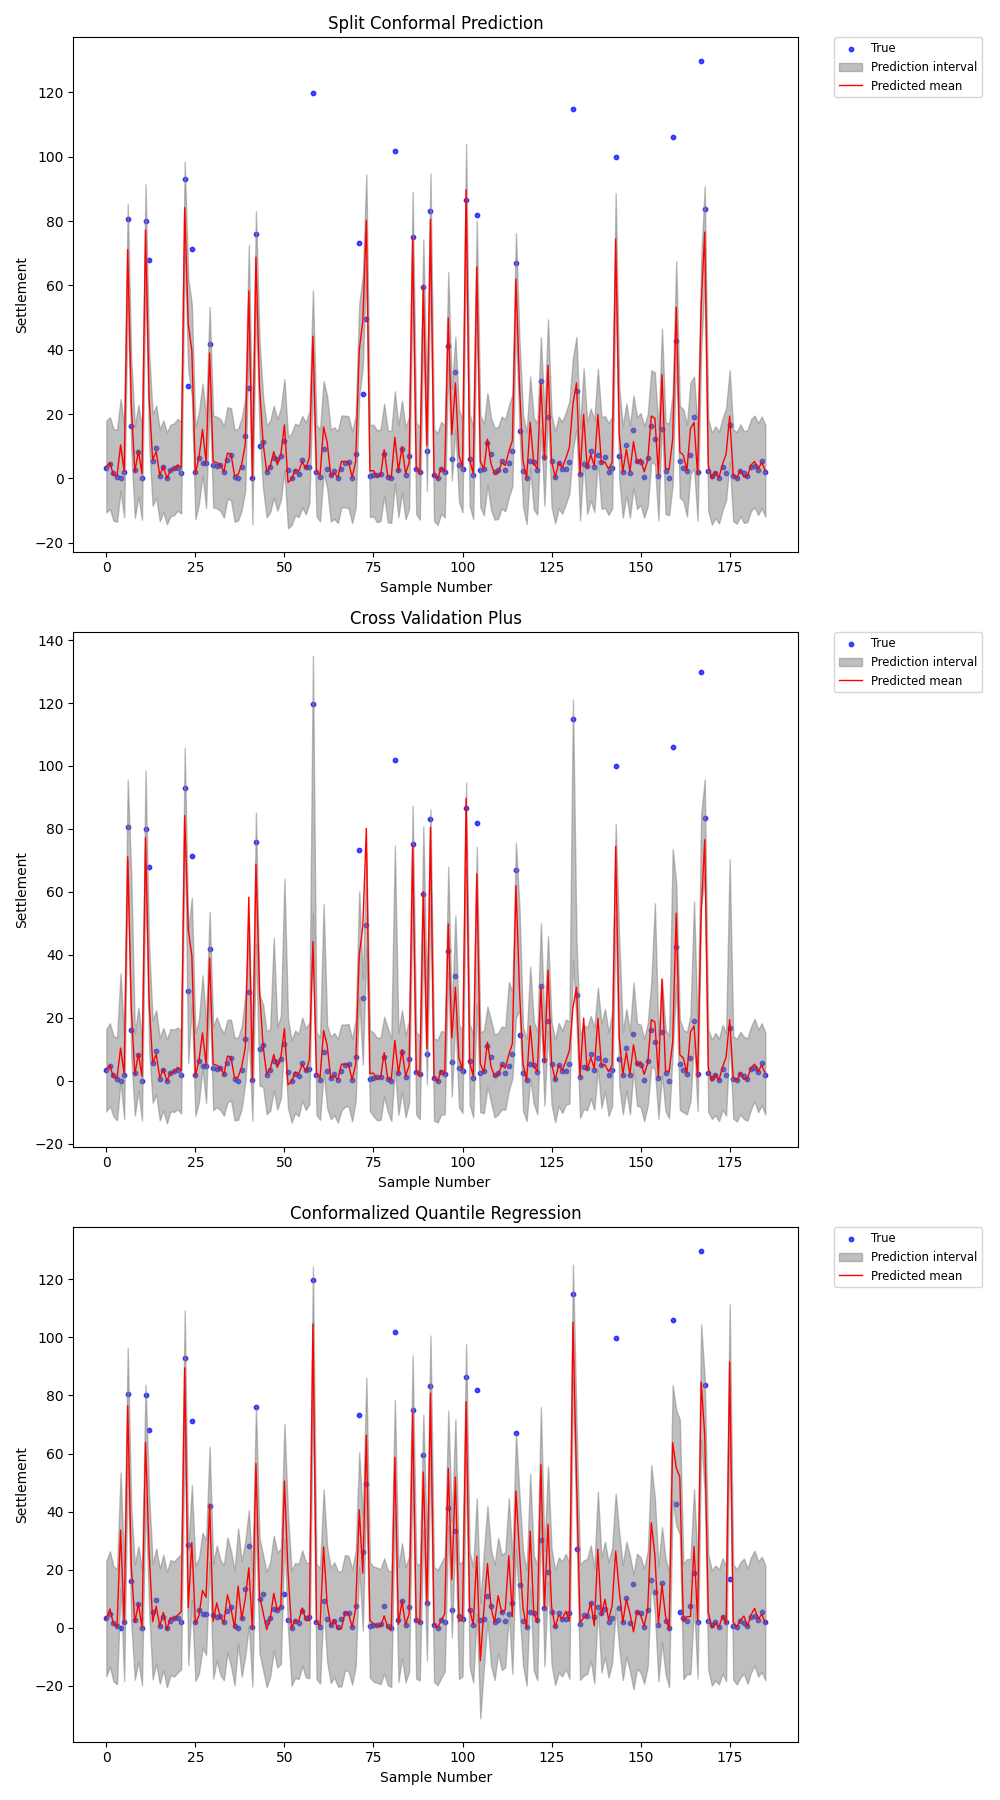 Split Conformal Prediction
True
Prediction interval
Predicted mean
120
100
80
60
40
20
0
−20
Settlement
0 25 50 75 100 125 150 175
Sample Number
Cross Validation Plus
True
Prediction interval
Predicted mean
140
120
100
80
60
40
20
0
−20
Settlement
0 25 50 75 100 125 150 175
Sample Number
Conformalized Quantile Regression
True
Prediction interval
Predicted mean
120
100
80
60
40
20
0
−20
Settlement
0 25 50 75 100 125 150 175
Sample Number